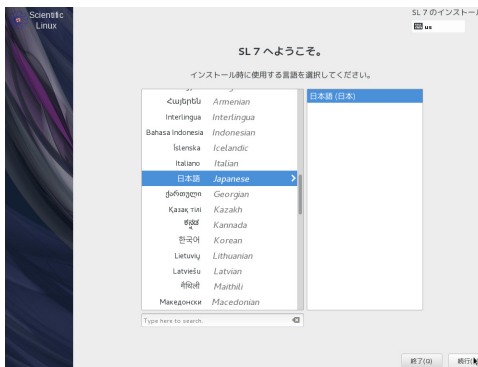 Scientific
Linux
SL 7 のインストール
us
SL 7 へようこそ。
インストール時に使用する言語を選択してください。
Հայերեն Armenian
Interlingua Interlingua
Bahasa Indonesia Indonesian
Íslenska Icelandic
Italiano Italian
日本語 Japanese
ქართული Georgian
Қазақ тілі Kazakh
ಕನ್ನಡ Kannada
한국어 Korean
Lietuvių Lithuanian
Latviešu Latvian
मैथिली Maithili
Македонски Macedonian
日本語 (日本)
Type here to search.
終了(Q)
続行(